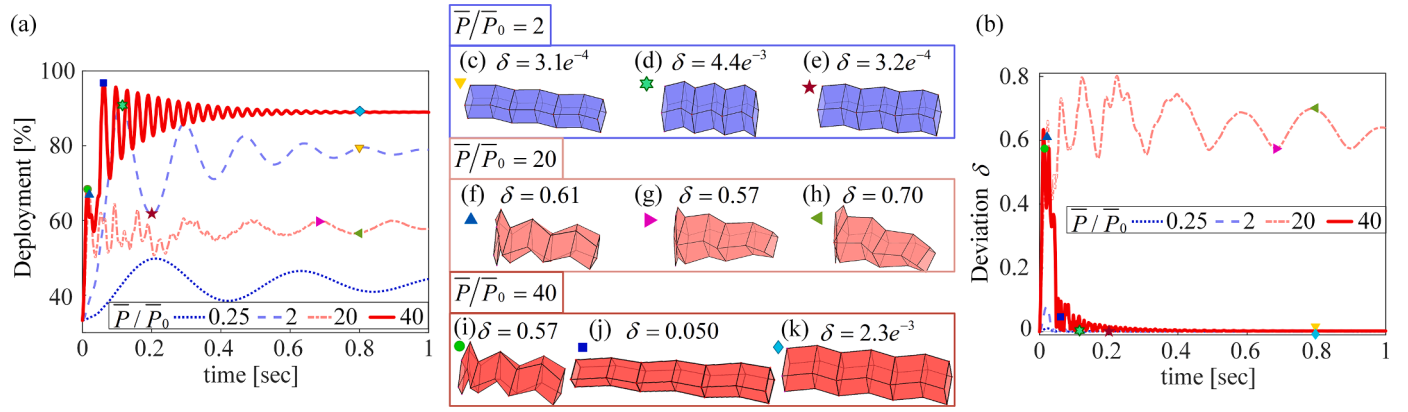 (a)
Deployment [%]
100
80
60
40
P̅/P̅₀ 0.25 2 20 40
0 0.2 0.4 0.6 0.8 1
time [sec]
P̅/P̅₀ = 2
(c) δ = 3.1e⁻⁴ (d) δ = 4.4e⁻³ (e) δ = 3.2e⁻⁴
P̅/P̅₀ = 20
(f) δ = 0.61 (g) δ = 0.57 (h) δ = 0.70
P̅/P̅₀ = 40
(i) δ = 0.57 (j) δ = 0.050 (k) δ = 2.3e⁻³
(b)
Deviation δ
0.8
0.6
0.4
0.2
0
P̅/P̅₀ 0.25 2 20 40
0 0.2 0.4 0.6 0.8 1
time [sec]